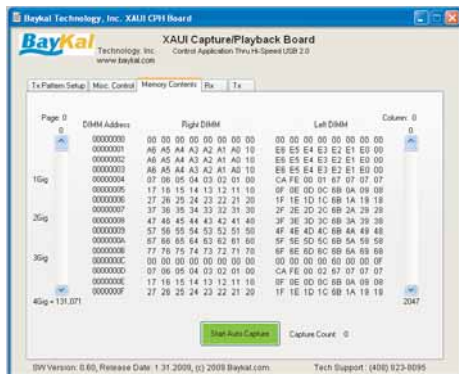 Baykal Technology, Inc. XAUI CPH Board
BayKal
Technology, Inc.
www.baykal.com
XAUI Capture/Playback Board
Control Application Thru Hi-Speed USB 2.0
Tx Pattern Setup Misc. Control Memory Contents Rx Tx
Page: 0 DIMM Address Right DIMM Left DIMM Column: 0
0 0
00000000 00 00 00 00 00 00 00 00 00 00 00 00 00 00 00 00
00000001 A6 A5 A4 A3 A2 A1 A0 10 E6 E5 E4 E3 E2 E1 E0 00
00000002 A6 A5 A4 A3 A2 A1 A0 10 E6 E5 E4 E3 E2 E1 E0 00
00000003 A6 A5 A4 A3 A2 A1 A0 10 E6 E5 E4 E3 E2 E1 E0 00
1Gig 00000004 07 06 05 04 03 02 01 00 CA FE 00 01 67 07 07 07
00000005 17 16 15 14 13 12 11 10 0F 0E 0D 0C 6B 0A 09 08
00000006 27 26 25 24 23 22 21 20 1F 1E 1D 1C 6B 1A 19 18
00000007 37 36 35 34 33 32 31 30 2F 2E 2D 2C 6B 2A 29 28
2Gig 00000008 47 46 45 44 43 42 41 40 3F 3E 3D 3C 6B 3A 39 38
00000009 57 56 55 54 53 52 51 50 4F 4E 4D 4C 6B 4A 49 48
0000000A 67 66 65 64 63 62 61 60 5F 5E 5D 5C 6B 5A 59 58
0000000B 77 76 75 74 73 72 71 70 6F 6E 6D 6C 6B 6A 69 68
3Gig 0000000C 00 00 00 00 00 00 00 00 00 00 00 00 60 00 00 0F
0000000D 07 06 05 04 03 02 01 00 CA FE 00 02 67 07 07 07
0000000E 17 16 15 14 13 12 11 10 0F 0E 0D 0C 6B 0A 09 08
0000000F 27 26 25 24 23 22 21 20 1F 1E 1D 1C 6B 1A 19 18
4Gig = 131,071 2047
Start Auto Capture Capture Count: 0
SW Version: 0.60, Release Date: 1.31.2009, (c) 2009 Baykal.com Tech Support: (408) 823-8095